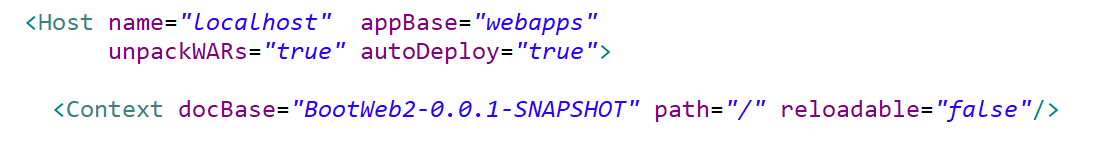 <Host name="localhost"  appBase="webapps"
      unpackWARs="true" autoDeploy="true">
  <Context docBase="BootWeb2-0.0.1-SNAPSHOT" path="/" reloadable="false"/>